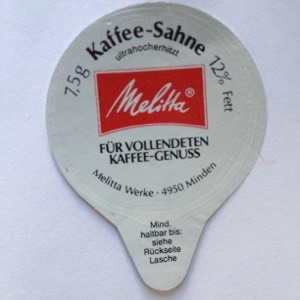 7,5g
Kaffee-Sahne
12% Fett
ultrahocherhitzt
Melitta®
FÜR VOLLENDETEN
KAFFEE-GENUSS
Melitta Werke - 4950 Minden
Mind.
haltbar bis:
siehe
Rückseite
Lasche